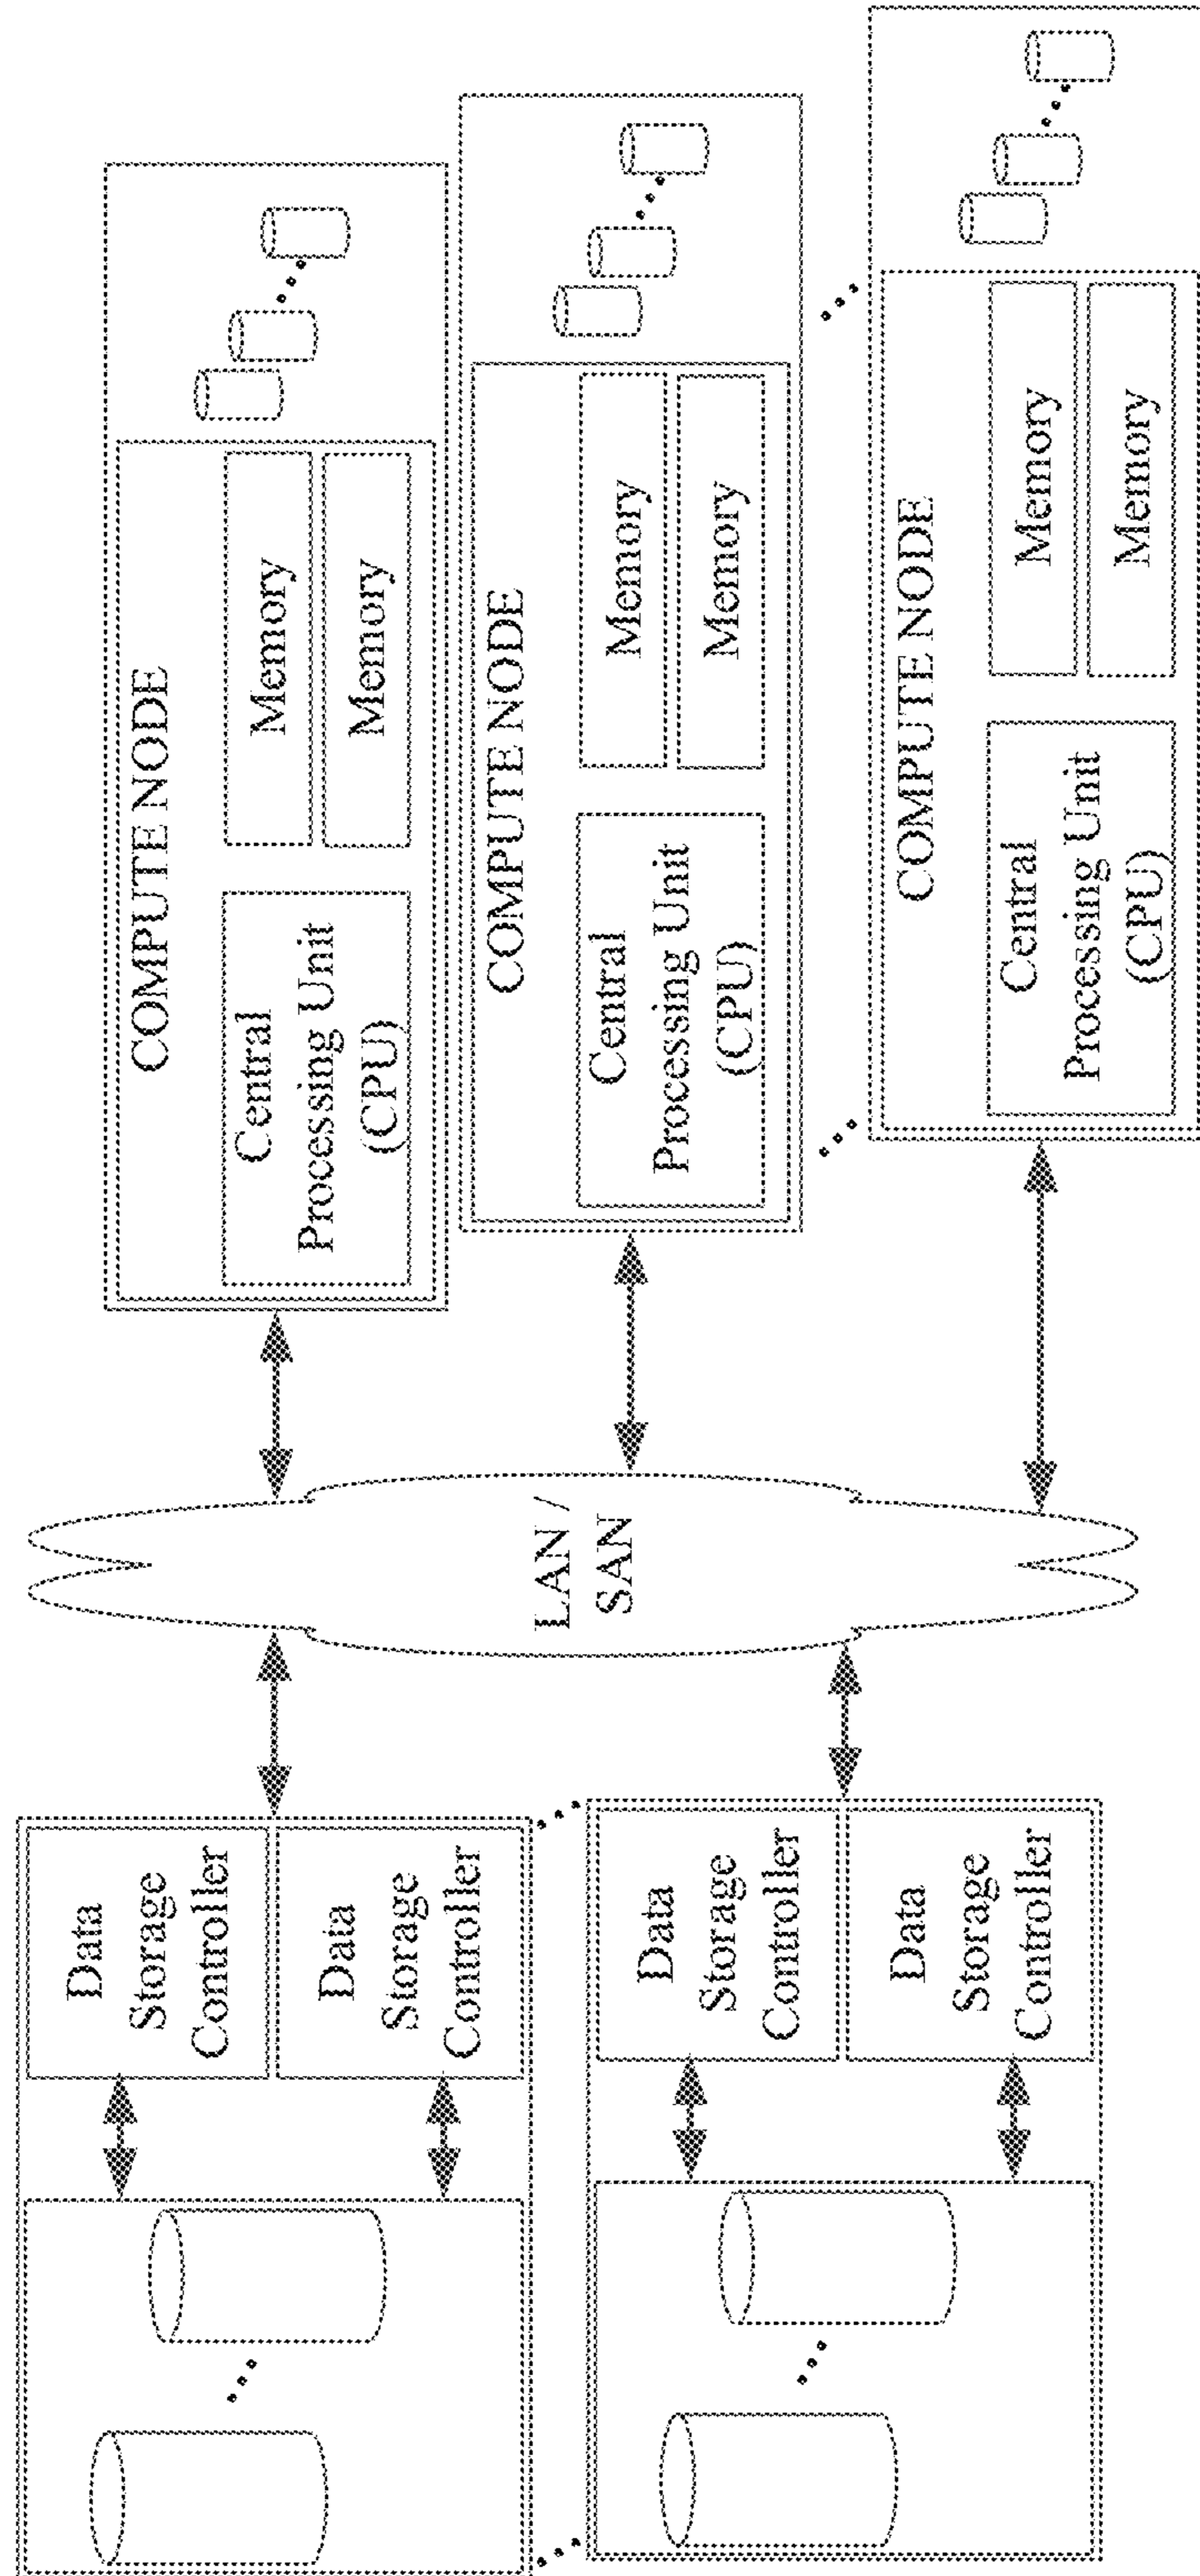 Data
Storage
Controller
Data
Storage
Controller
Data
Storage
Controller
Data
Storage
Controller
LAN /
SAN
COMPUTE NODE
Central
Processing Unit
(CPU)
Memory
Memory
COMPUTE NODE
Central
Processing Unit
(CPU)
Memory
Memory
COMPUTE NODE
Central
Processing Unit
(CPU)
Memory
Memory